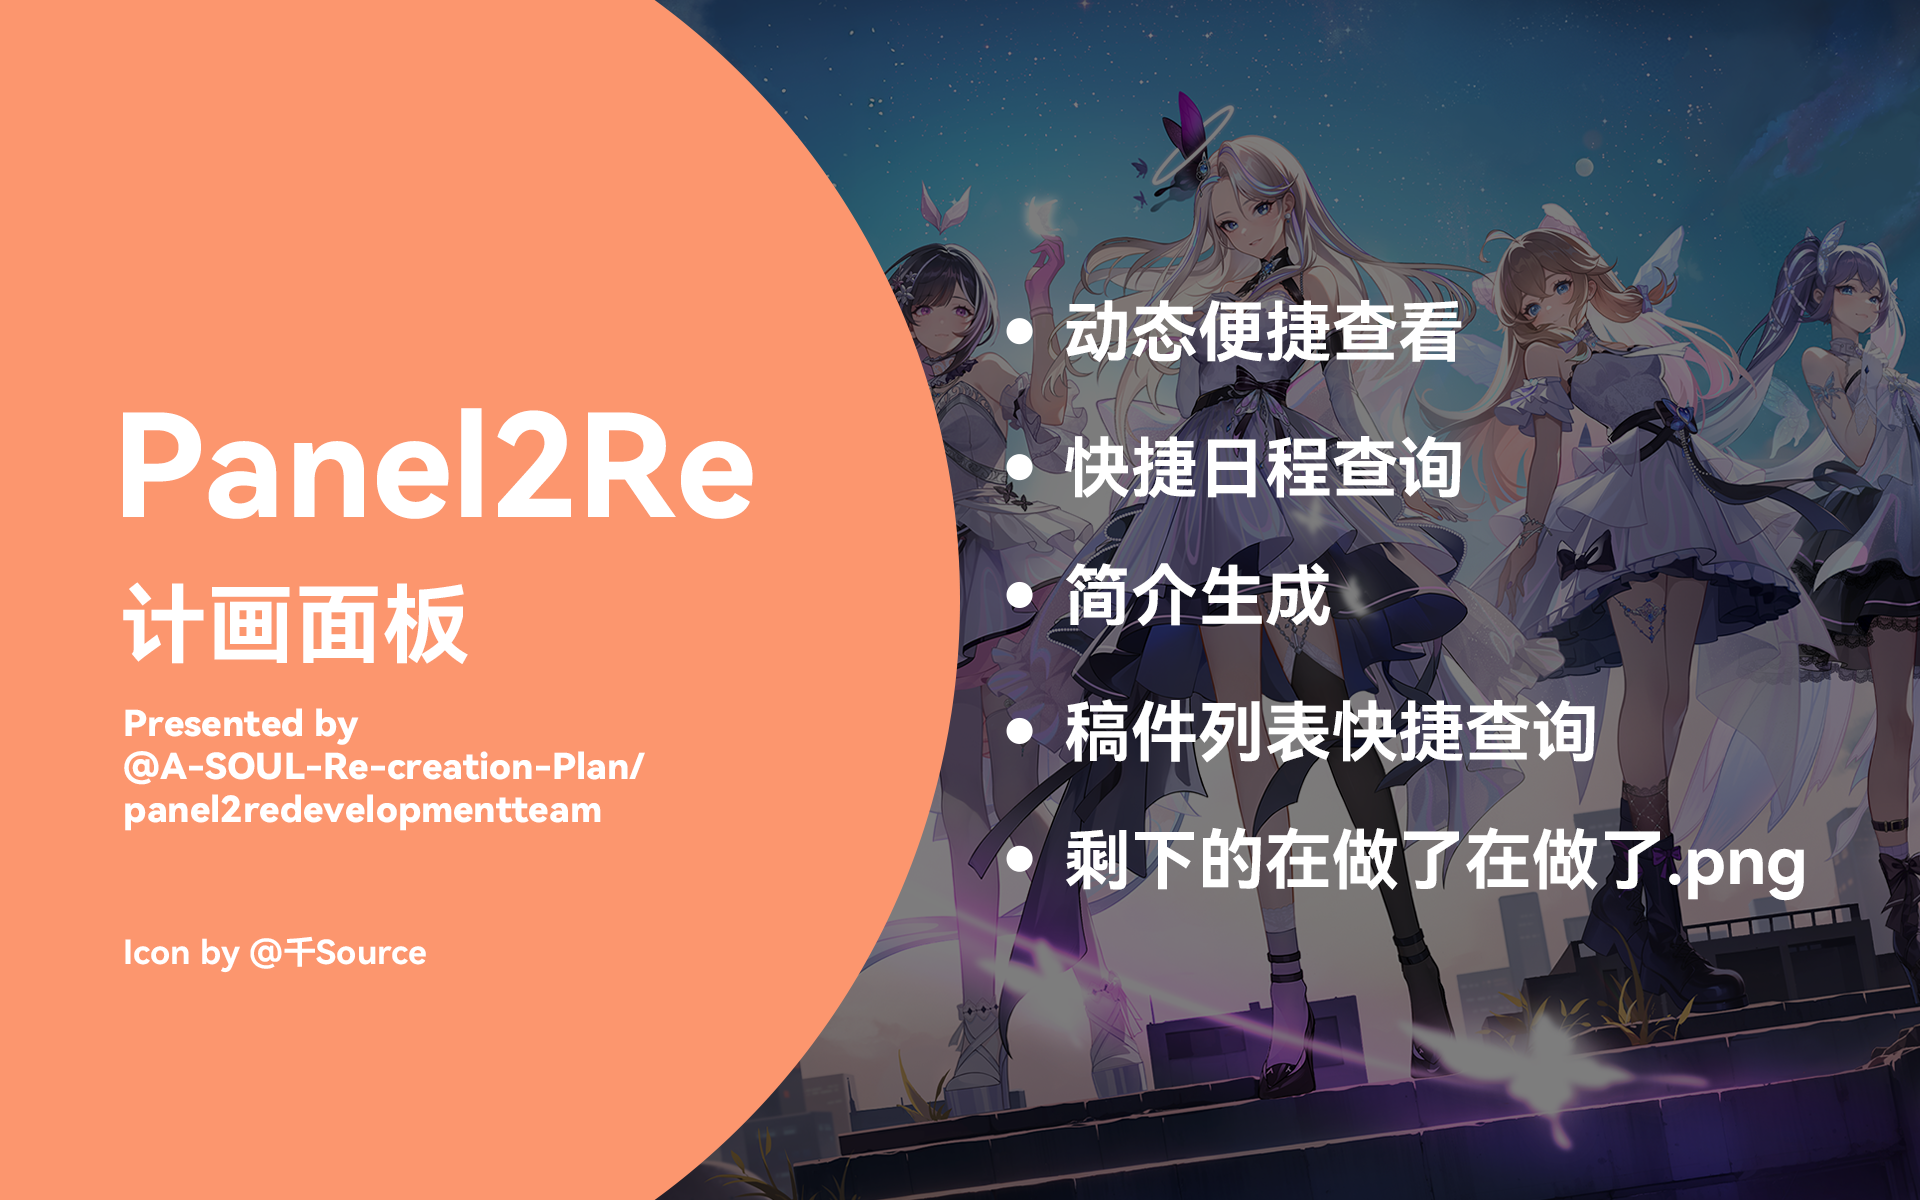 Panel2Re
计画面板
Presented by
@A-SOUL-Re-creation-Plan/
panel2redevelopmentteam
Icon by @千Source
• 动态便捷查看
• 快捷日程查询
• 简介生成
• 稿件列表快捷查询
• 剩下的在做了在做了.png